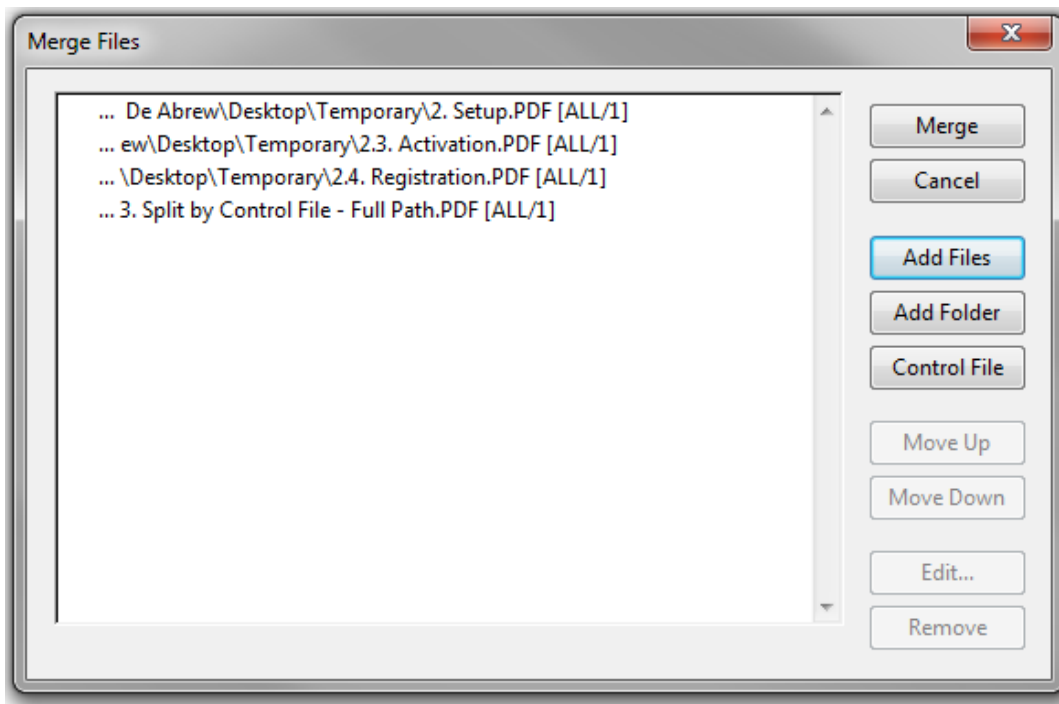 Merge Files
... De Abrew\Desktop\Temporary\2. Setup.PDF [ALL/1]
... ew\Desktop\Temporary\2.3. Activation.PDF [ALL/1]
... \Desktop\Temporary\2.4. Registration.PDF [ALL/1]
... 3. Split by Control File - Full Path.PDF [ALL/1]
Merge
Cancel
Add Files
Add Folder
Control File
Move Up
Move Down
Edit...
Remove